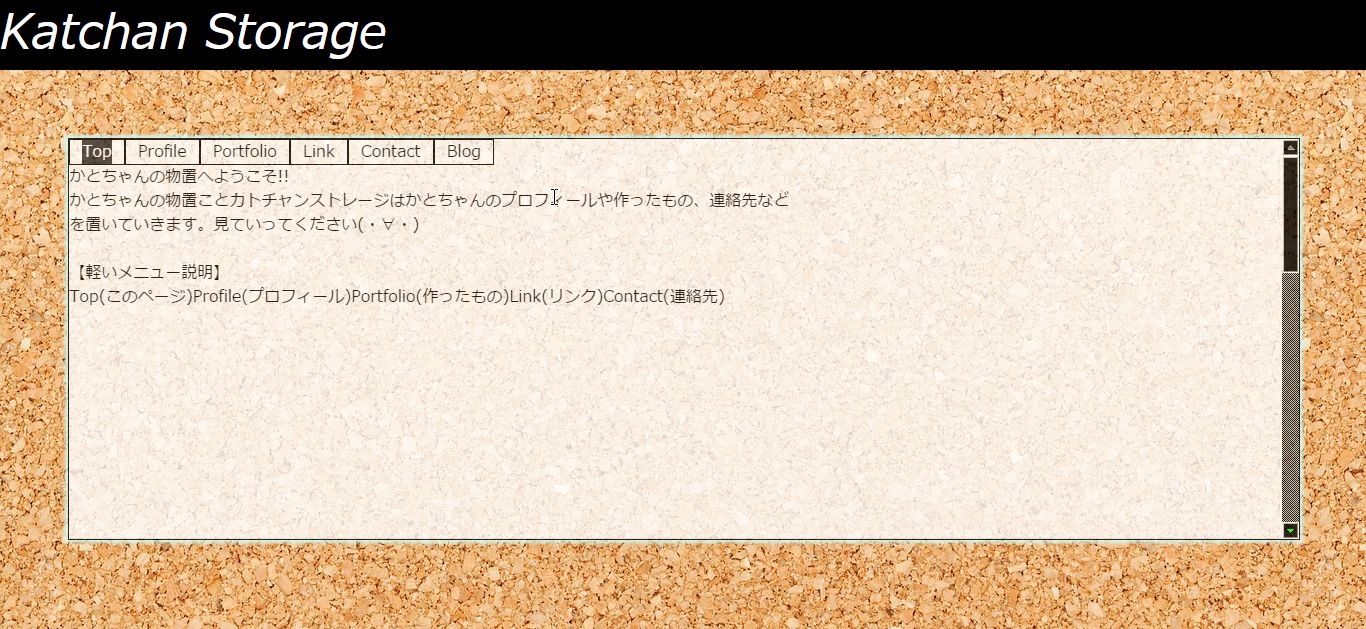 Katchan Storage
Top Profile Portfolio Link Contact Blog
かとちゃんの物置へようこそ!!
かとちゃんの物置ことカトチャンストレージはかとちゃんのプロフィールや作ったもの、連絡先など
を置いていきます。見ていってください(・∀・)
【軽いメニュー説明】
Top(このページ)Profile(プロフィール)Portfolio(作ったもの)Link(リンク)Contact(連絡先)